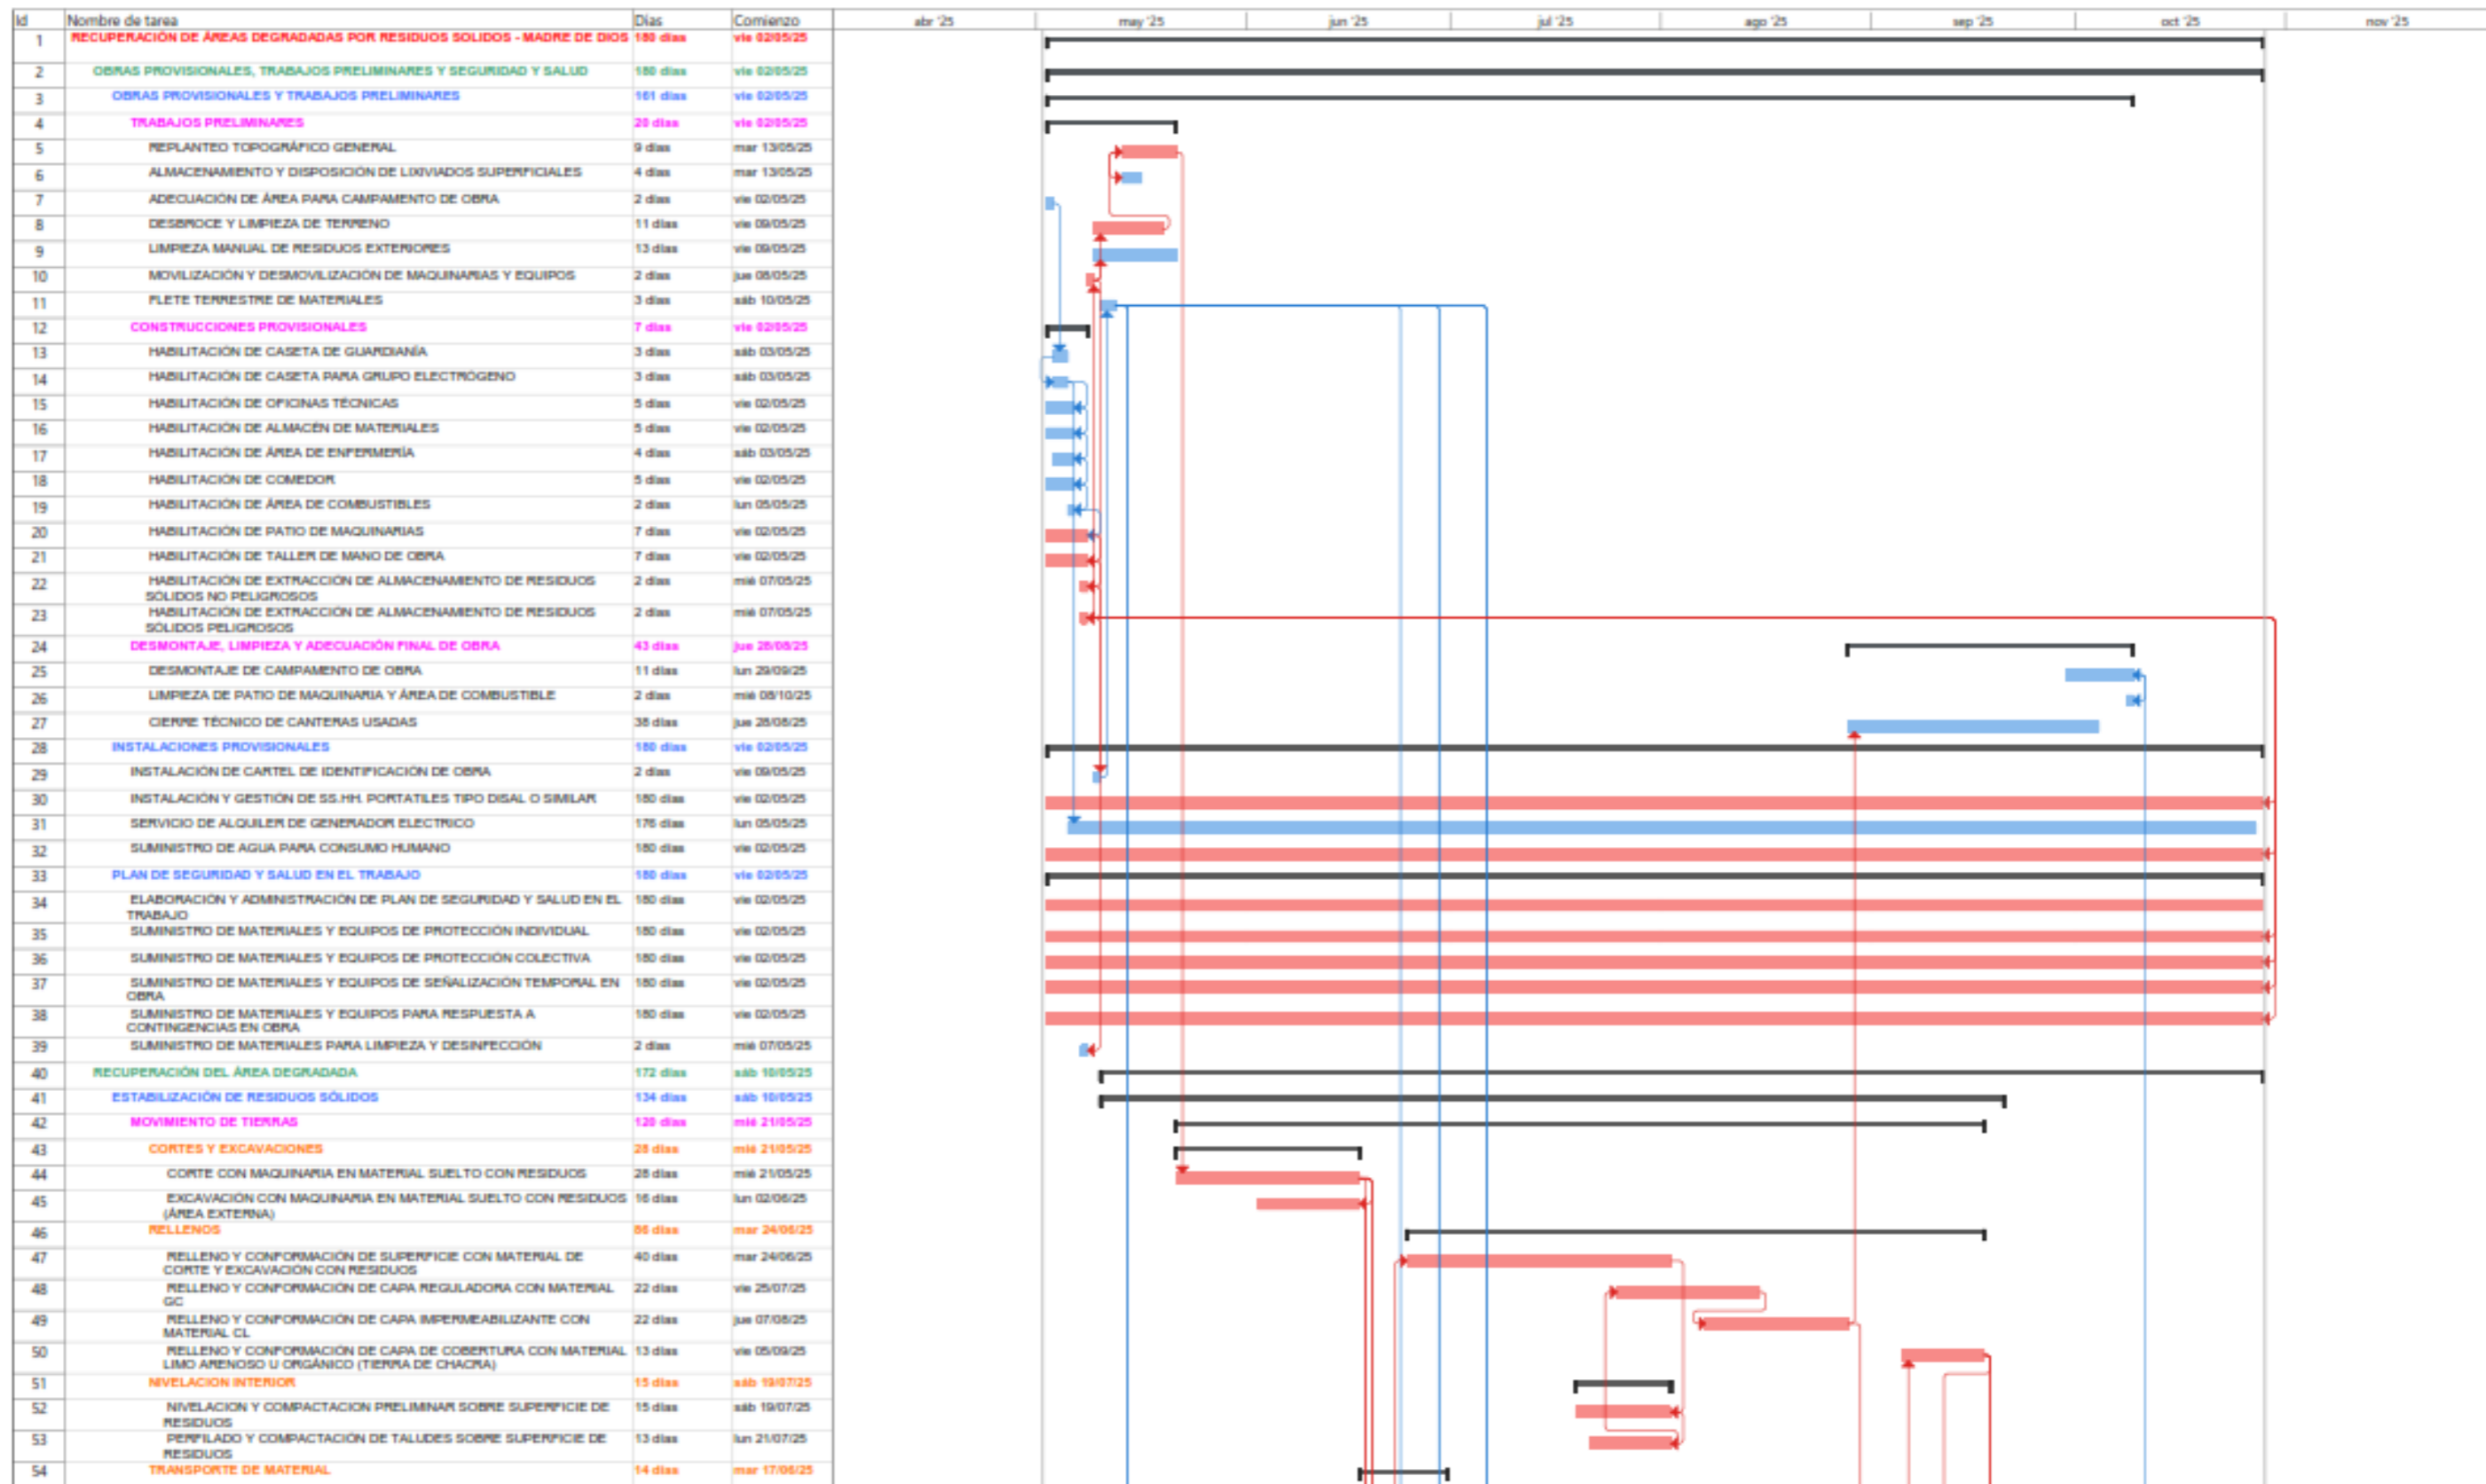 Id Nombre de tarea Días Comienzo abr '25 may '25 jun '25 jul '25 ago '25 sep '25 oct '25 nov '25
1 RECUPERACIÓN DE ÁREAS DEGRADADAS POR RESIDUOS SOLIDOS - MADRE DE DIOS 180 días vie 02/05/25
2 OBRAS PROVISIONALES, TRABAJOS PRELIMINARES Y SEGURIDAD Y SALUD 180 días vie 02/05/25
3 OBRAS PROVISIONALES Y TRABAJOS PRELIMINARES 161 días vie 02/05/25
4 TRABAJOS PRELIMINARES 20 días vie 02/05/25
5 REPLANTEO TOPOGRÁFICO GENERAL 9 días mar 13/05/25
6 ALMACENAMIENTO Y DISPOSICIÓN DE LIXIVIADOS SUPERFICIALES 4 días mar 13/05/25
7 ADECUACIÓN DE ÁREA PARA CAMPAMENTO DE OBRA 2 días vie 02/05/25
8 DESBROCE Y LIMPIEZA DE TERRENO 11 días vie 09/05/25
9 LIMPIEZA MANUAL DE RESIDUOS EXTERIORES 13 días vie 09/05/25
10 MOVILIZACIÓN Y DESMOVILIZACIÓN DE MAQUINARIAS Y EQUIPOS 2 días jue 08/05/25
11 FLETE TERRESTRE DE MATERIALES 3 días sáb 10/05/25
12 CONSTRUCCIONES PROVISIONALES 7 días vie 02/05/25
13 HABILITACIÓN DE CASETA DE GUARDIANÍA 3 días sáb 03/05/25
14 HABILITACIÓN DE CASETA PARA GRUPO ELECTRÓGENO 3 días sáb 03/05/25
15 HABILITACIÓN DE OFICINAS TÉCNICAS 5 días vie 02/05/25
16 HABILITACIÓN DE ALMACÉN DE MATERIALES 5 días vie 02/05/25
17 HABILITACIÓN DE ÁREA DE ENFERMERÍA 4 días sáb 03/05/25
18 HABILITACIÓN DE COMEDOR 5 días vie 02/05/25
19 HABILITACIÓN DE ÁREA DE COMBUSTIBLES 2 días lun 05/05/25
20 HABILITACIÓN DE PATIO DE MAQUINARIAS 7 días vie 02/05/25
21 HABILITACIÓN DE TALLER DE MANO DE OBRA 7 días vie 02/05/25
22 HABILITACIÓN DE EXTRACCIÓN DE ALMACENAMIENTO DE RESIDUOS 2 días mié 07/05/25
SÓLIDOS NO PELIGROSOS
23 HABILITACIÓN DE EXTRACCIÓN DE ALMACENAMIENTO DE RESIDUOS 2 días mié 07/05/25
SÓLIDOS PELIGROSOS
24 DESMONTAJE, LIMPIEZA Y ADECUACIÓN FINAL DE OBRA 43 días jue 28/08/25
25 DESMONTAJE DE CAMPAMENTO DE OBRA 11 días lun 29/09/25
26 LIMPIEZA DE PATIO DE MAQUINARIA Y ÁREA DE COMBUSTIBLE 2 días mié 08/10/25
27 CIERRE TÉCNICO DE CANTERAS USADAS 38 días jue 28/08/25
28 INSTALACIONES PROVISIONALES 180 días vie 02/05/25
29 INSTALACIÓN DE CARTEL DE IDENTIFICACIÓN DE OBRA 2 días vie 09/05/25
30 INSTALACIÓN Y GESTIÓN DE SS.HH. PORTATILES TIPO DISAL O SIMILAR 180 días vie 02/05/25
31 SERVICIO DE ALQUILER DE GENERADOR ELECTRICO 176 días lun 05/05/25
32 SUMINISTRO DE AGUA PARA CONSUMO HUMANO 180 días vie 02/05/25
33 PLAN DE SEGURIDAD Y SALUD EN EL TRABAJO 180 días vie 02/05/25
34 ELABORACIÓN Y ADMINISTRACIÓN DE PLAN DE SEGURIDAD Y SALUD EN EL 180 días vie 02/05/25
TRABAJO
35 SUMINISTRO DE MATERIALES Y EQUIPOS DE PROTECCIÓN INDIVIDUAL 180 días vie 02/05/25
36 SUMINISTRO DE MATERIALES Y EQUIPOS DE PROTECCIÓN COLECTIVA 180 días vie 02/05/25
37 SUMINISTRO DE MATERIALES Y EQUIPOS DE SEÑALIZACIÓN TEMPORAL EN 180 días vie 02/05/25
OBRA
38 SUMINISTRO DE MATERIALES Y EQUIPOS PARA RESPUESTA A 180 días vie 02/05/25
CONTINGENCIAS EN OBRA
39 SUMINISTRO DE MATERIALES PARA LIMPIEZA Y DESINFECCIÓN 2 días mié 07/05/25
40 RECUPERACIÓN DEL ÁREA DEGRADADA 172 días sáb 10/05/25
41 ESTABILIZACIÓN DE RESIDUOS SÓLIDOS 134 días sáb 10/05/25
42 MOVIMIENTO DE TIERRAS 120 días mié 21/05/25
43 CORTES Y EXCAVACIONES 28 días mié 21/05/25
44 CORTE CON MAQUINARIA EN MATERIAL SUELTO CON RESIDUOS 28 días mié 21/05/25
45 EXCAVACIÓN CON MAQUINARIA EN MATERIAL SUELTO CON RESIDUOS 16 días lun 02/06/25
(ÁREA EXTERNA)
46 RELLENOS 86 días mar 24/06/25
47 RELLENO Y CONFORMACIÓN DE SUPERFICIE CON MATERIAL DE 40 días mar 24/06/25
CORTE Y EXCAVACIÓN CON RESIDUOS
48 RELLENO Y CONFORMACIÓN DE CAPA REGULADORA CON MATERIAL 22 días vie 25/07/25
GC
49 RELLENO Y CONFORMACIÓN DE CAPA IMPERMEABILIZANTE CON 22 días jue 07/08/25
MATERIAL CL
50 RELLENO Y CONFORMACIÓN DE CAPA DE COBERTURA CON MATERIAL 13 días vie 05/09/25
LIMO ARENOSO U ORGÁNICO (TIERRA DE CHACRA)
51 NIVELACION INTERIOR 15 días sáb 19/07/25
52 NIVELACION Y COMPACTACION PRELIMINAR SOBRE SUPERFICIE DE 15 días sáb 19/07/25
RESIDUOS
53 PERFILADO Y COMPACTACIÓN DE TALUDES SOBRE SUPERFICIE DE 13 días lun 21/07/25
RESIDUOS
54 TRANSPORTE DE MATERIAL 14 días mar 17/06/25